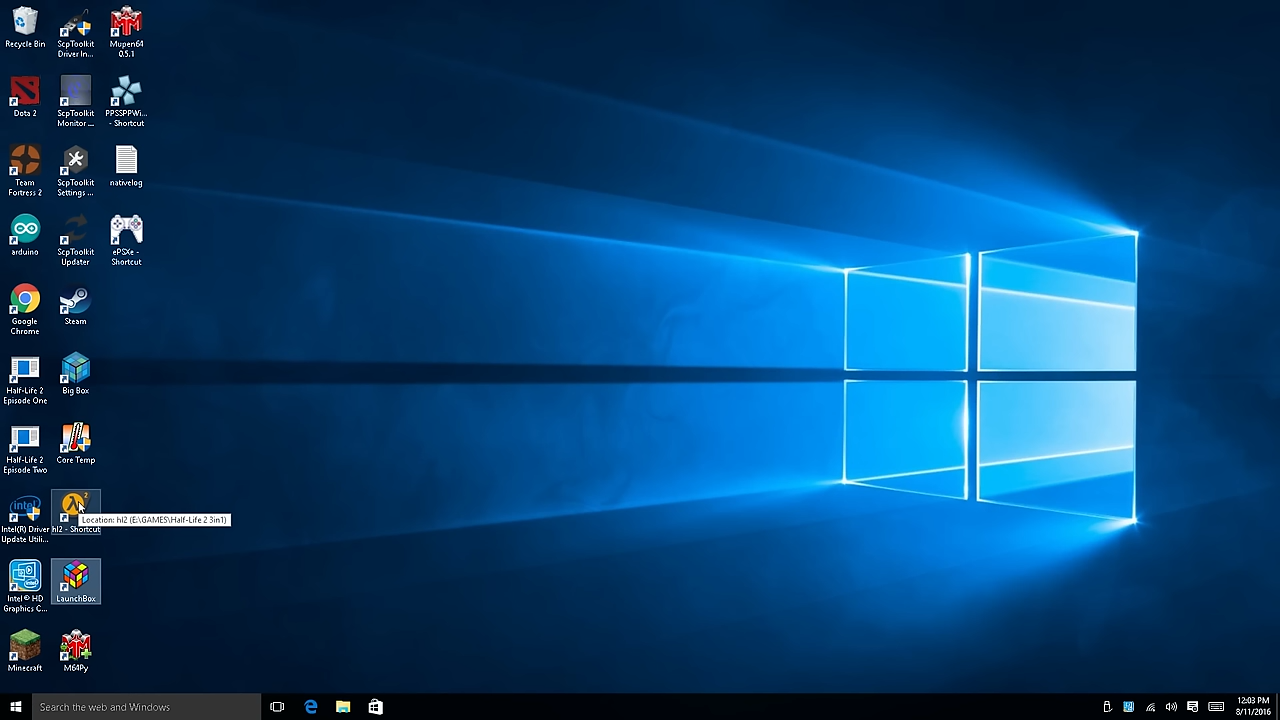 Recycle Bin
ScpToolkit
Driver In...
Mupen64
0.5.1
Dota 2
ScpToolkit
Monitor ...
PPSSPPWi...
- Shortcut
Team
Fortress 2
ScpToolkit
Settings ...
nativelog
arduino
ScpToolkit
Updater
ePSXe -
Shortcut
Google
Chrome
Steam
Half-Life 2
Episode One
Big Box
Half-Life 2
Episode Two
Core Temp
intel
Intel(R) Driver
Update Utili...
2
hl2 - Shortcut
Location: hl2 (E:\GAMES\Half-Life 2 3in1)
intel
Intel® HD
Graphics C...
LaunchBox
Minecraft
M64Py
Search the web and Windows
12:03 PM
8/11/2016